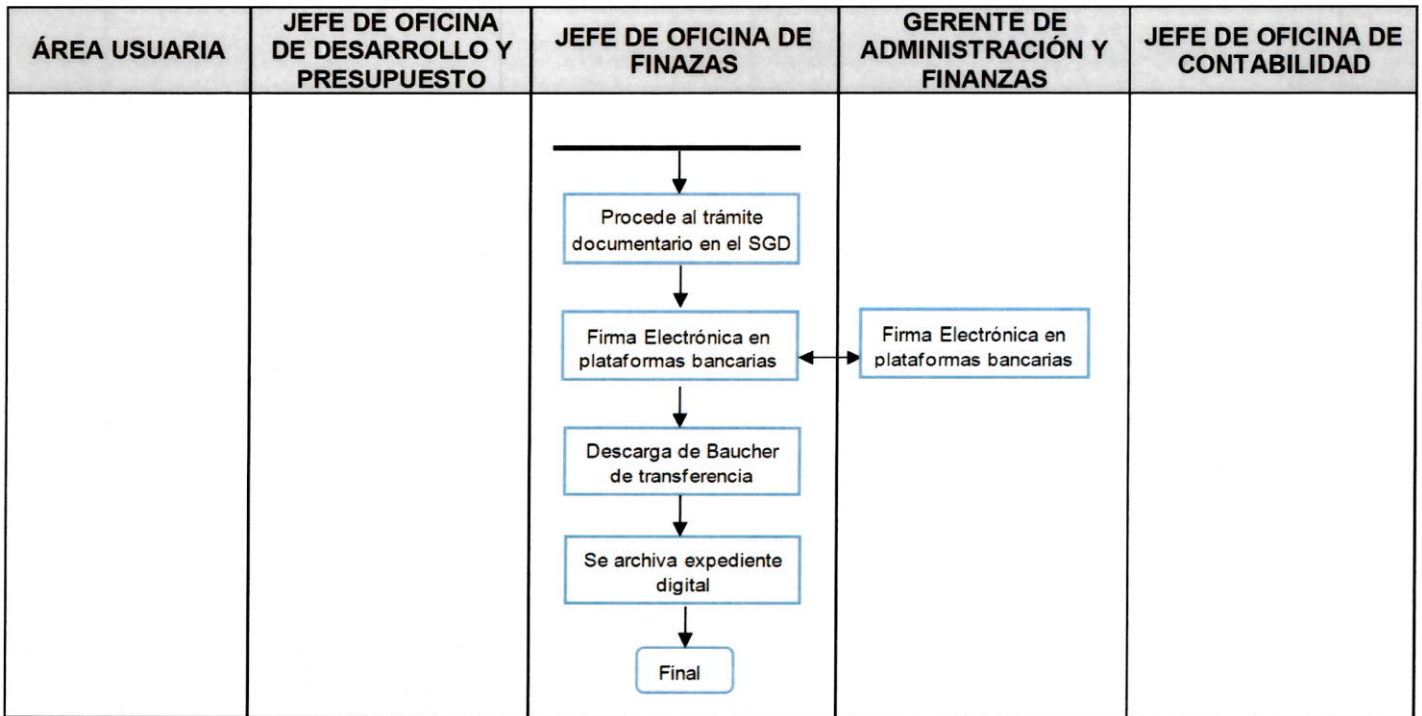 ÁREA USUARIA
JEFE DE OFICINA
DE DESARROLLO Y
PRESUPUESTO
JEFE DE OFICINA DE
FINAZAS
GERENTE DE
ADMINISTRACIÓN Y
FINANZAS
JEFE DE OFICINA DE
CONTABILIDAD
Procede al trámite
documentario en el SGD
Firma Electrónica en
plataformas bancarias
Firma Electrónica en
plataformas bancarias
Descarga de Baucher
de transferencia
Se archiva expediente
digital
Final